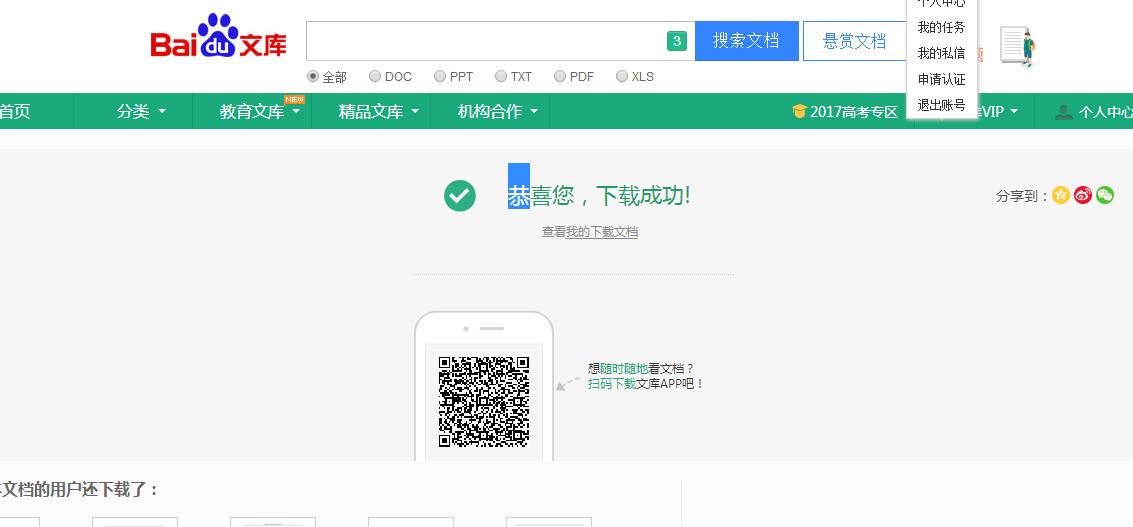 Bai du 文库
3
搜索文档
悬赏文档
个人中心
我的任务
我的私信
申请认证
退出账号
全部 DOC PPT TXT PDF XLS
首页 分类 教育文库 NEW 精品文库 机构合作 2017高考专区 VIP 个人中心
恭喜您，下载成功!
分享到：
查看我的下载文档
想随时随地看文档？
扫码下载文库APP吧！
文档的用户还下载了：